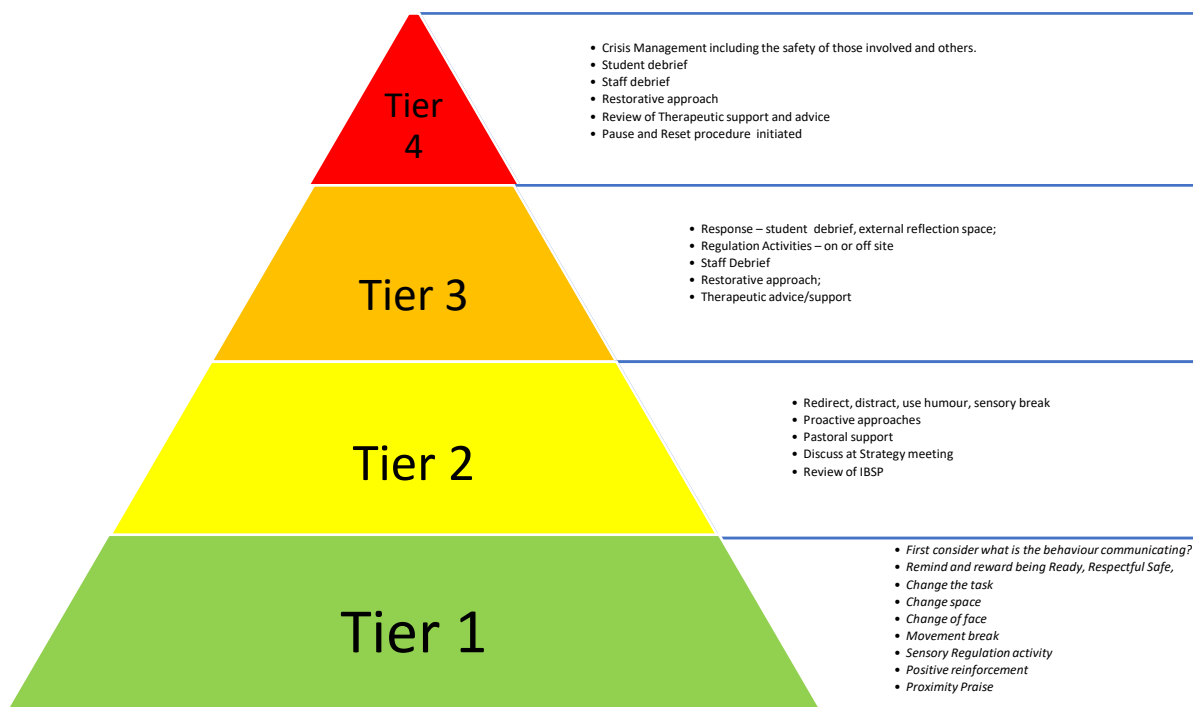 • Crisis Management including the safety of those involved and others.
• Student debrief
• Staff debrief
• Restorative approach
• Review of Therapeutic support and advice
• Pause and Reset procedure initiated
Tier
4
• Response – student debrief, external reflection space;
• Regulation Activities – on or off site
• Staff Debrief
• Restorative approach;
• Therapeutic advice/support
Tier 3
• Redirect, distract, use humour, sensory break
• Proactive approaches
• Pastoral support
• Discuss at Strategy meeting
• Review of IBSP
Tier 2
• First consider what is the behaviour communicating?
• Remind and reward being Ready, Respectful Safe,
• Change the task
• Change space
• Change of face
• Movement break
• Sensory Regulation activity
• Positive reinforcement
• Proximity Praise
Tier 1